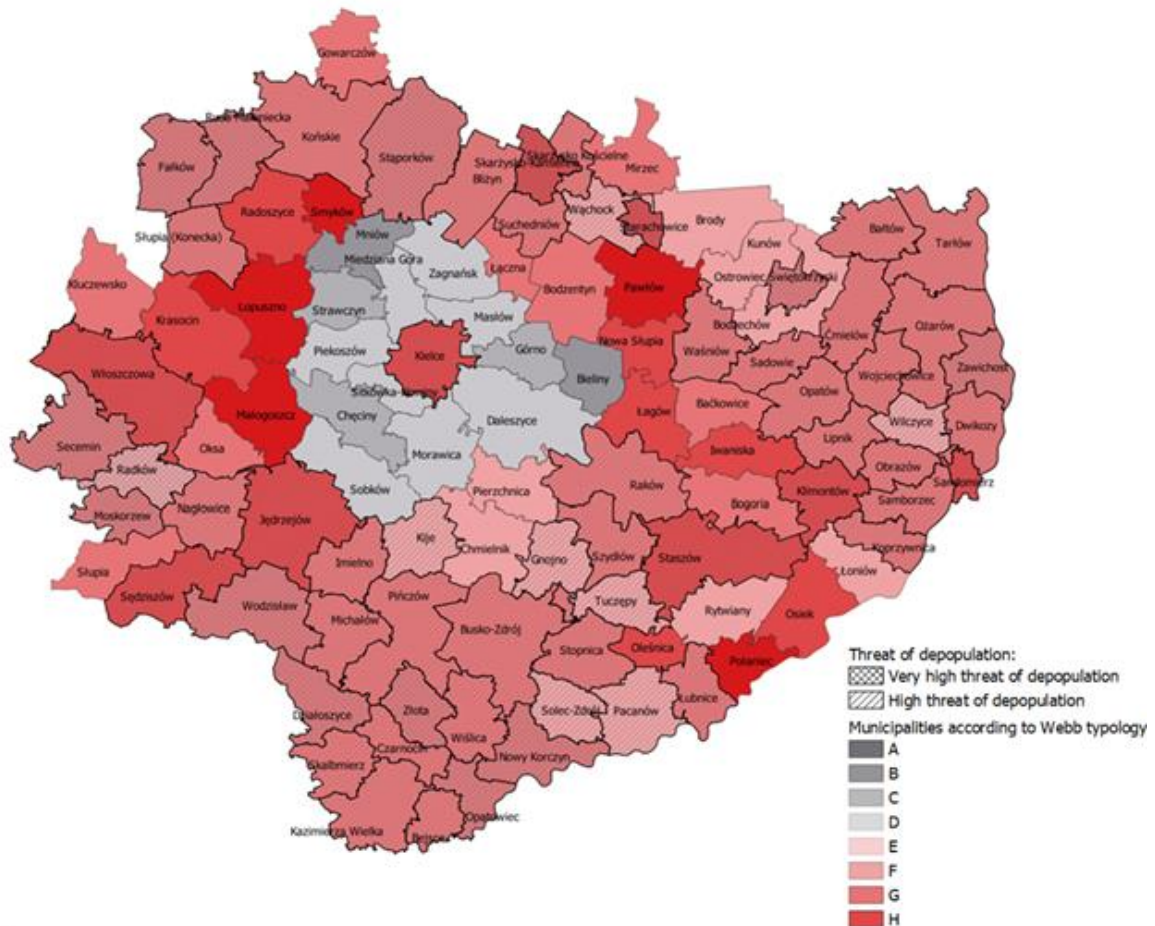 Gowarczów
Końskie
Stąporków
Fałków
Skarżysko Kościelne
Bliżyn
Mirzec
Radoszyce
Smyków
Wąchock
Starachowice
Brody
Suchedniów
Słupia (Konecka)
Mniów
Miedziana Góra
Zagnańsk
Łączna
Bodzentyn
Pawłów
Kunów
Ostrowiec Świętokrzyski
Bałtów
Tarłów
Kluczewsko
Krasocin
Łopuszno
Strawczyn
Masłów
Bodzechów
Ćmielów
Ożarów
Piekoszów
Kielce
Górno
Bieliny
Nowa Słupia
Waśniów
Sadowie
Wojciechowice
Zawichost
Włoszczowa
Małogoszcz
Chęciny
Daleszyce
Łagów
Baćkowice
Opatów
Wilczyce
Dwikozy
Secemin
Oksa
Morawica
Iwaniska
Lipnik
Obrazów
Radków
Sobków
Pierzchnica
Raków
Bogoria
Klimontów
Sandomierz
Samborzec
Moskorzew
Nagłowice
Jędrzejów
Kije
Chmielnik
Gnojno
Szydłów
Staszów
Koprzywnica
Łoniów
Słupia
Sędziszów
Imielno
Wodzisław
Pińczów
Michałów
Busko-Zdrój
Tuczępy
Rytwiany
Osiek
Stopnica
Oleśnica
Połaniec
Łubnice
Solec-Zdrój
Pacanów
Działoszyce
Złota
Wiślica
Czarnocin
Skalbmierz
Nowy Korczyn
Opatowiec
Kazimierza Wielka
Threat of depopulation:
Very high threat of depopulation
High threat of depopulation
Municipalities according to Webb typology
A
B
C
D
E
F
G
H